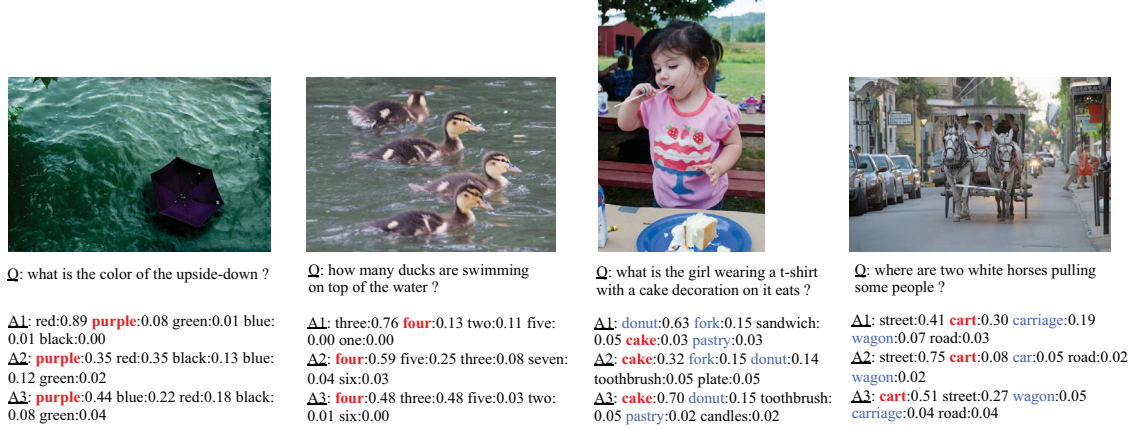 Q: what is the color of the upside-down ?
A1: red:0.89 purple:0.08 green:0.01 blue:
0.01 black:0.00
A2: purple:0.35 red:0.35 black:0.13 blue:
0.12 green:0.02
A3: purple:0.44 blue:0.22 red:0.18 black:
0.08 green:0.04
Q: how many ducks are swimming
on top of the water ?
A1: three:0.76 four:0.13 two:0.11 five:
0.00 one:0.00
A2: four:0.59 five:0.25 three:0.08 seven:
0.04 six:0.03
A3: four:0.48 three:0.48 five:0.03 two:
0.01 six:0.00
Q: what is the girl wearing a t-shirt
with a cake decoration on it eats ?
A1: donut:0.63 fork:0.15 sandwich:
0.05 cake:0.03 pastry:0.03
A2: cake:0.32 fork:0.15 donut:0.14
toothbrush:0.05 plate:0.05
A3: cake:0.70 donut:0.15 toothbrush:
0.05 pastry:0.02 candles:0.02
Q: where are two white horses pulling
some people ?
A1: street:0.41 cart:0.30 carriage:0.19
wagon:0.07 road:0.03
A2: street:0.75 cart:0.08 car:0.05 road:0.02
wagon:0.02
A3: cart:0.51 street:0.27 wagon:0.05
carriage:0.04 road:0.04